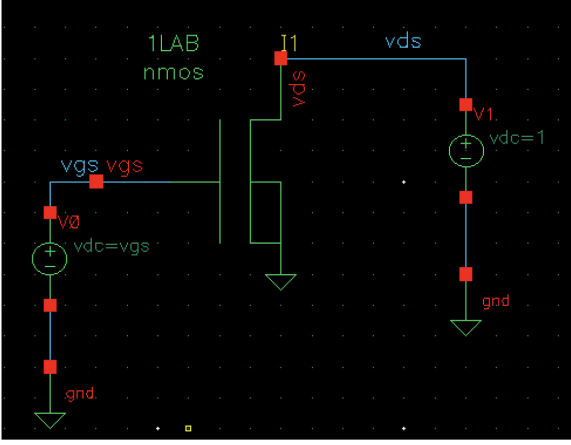 1LAB
nmos
I1
vds
vds
V1
vdc=1
vgs vgs
V0
vdc=vgs
gnd
gnd